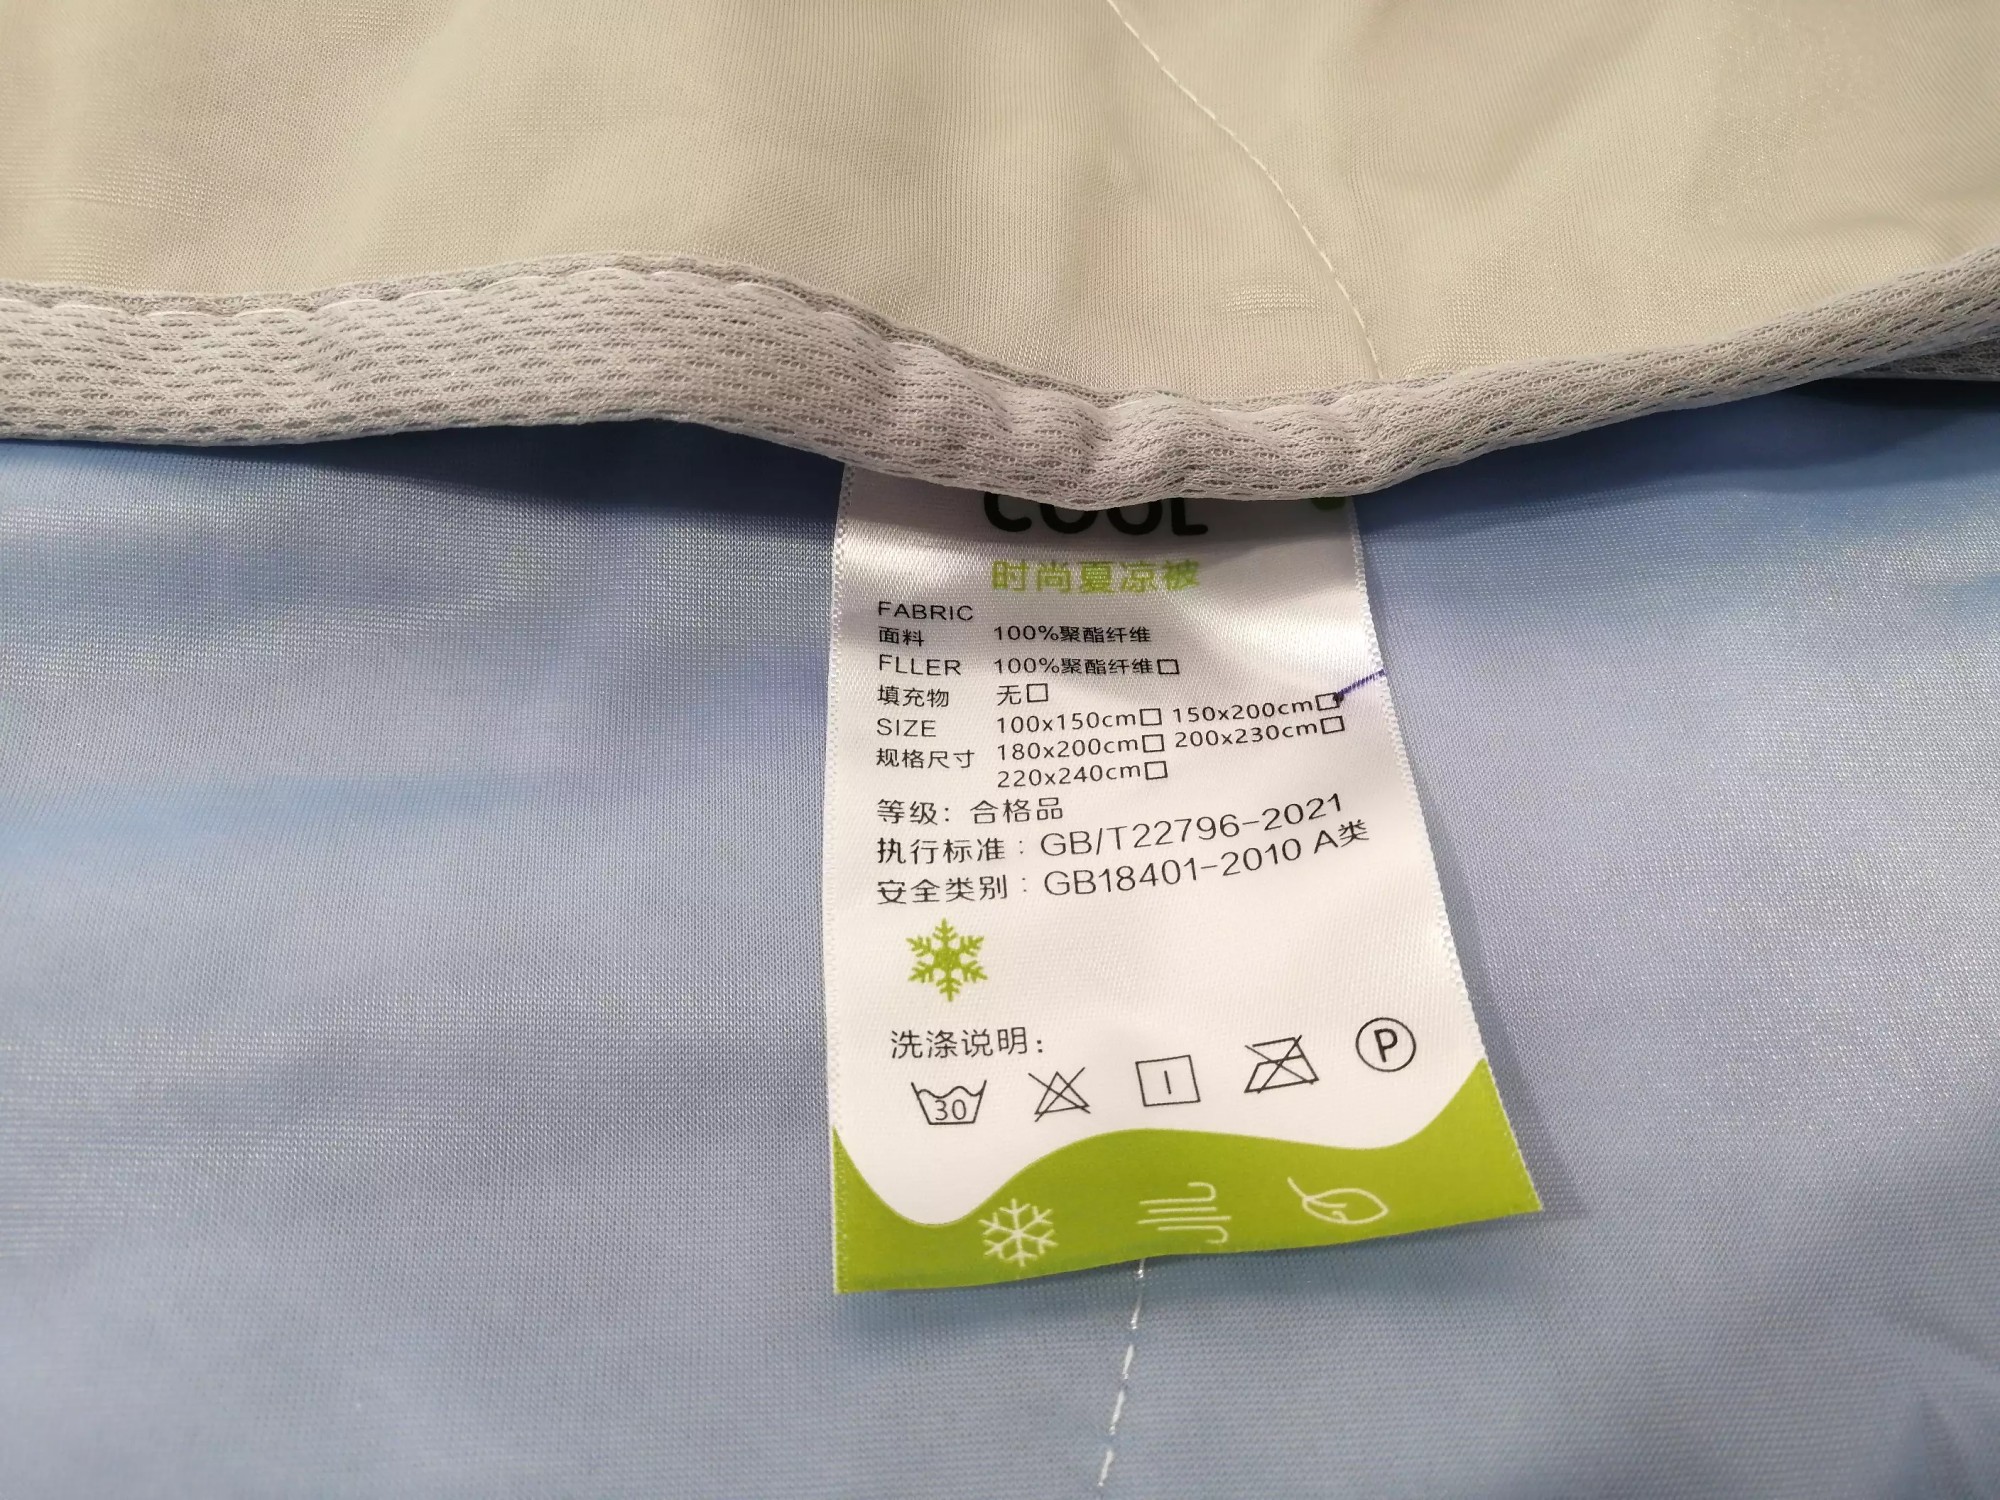 COOL
时尚夏凉被
FABRIC
面料 100%聚酯纤维
FLLER 100%聚酯纤维□
填充物 无□
SIZE 100x150cm□ 150x200cm□
规格尺寸 180x200cm□ 200x230cm□
220x240cm□
等级：合格品
执行标准：GB/T22796-2021
安全类别：GB18401-2010 A类
洗涤说明：
30
P